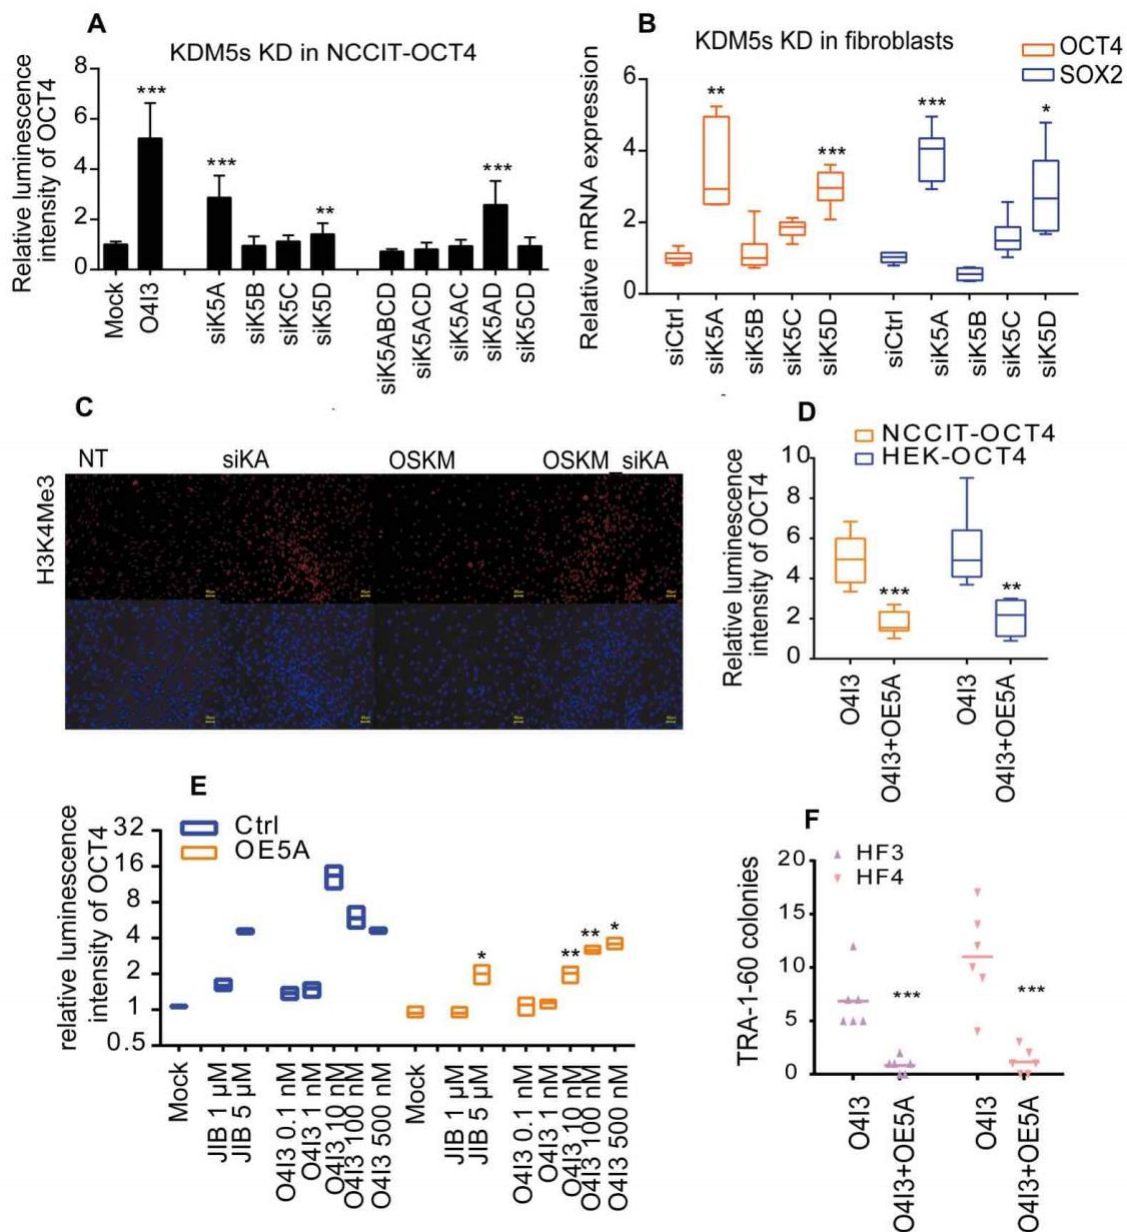 A
KDM5s KD in NCCIT-OCT4
Relative luminescence
intensity of OCT4
8
6
4
2
0
***
***
**
***
Mock
O4I3
siK5A
siK5B
siK5C
siK5D
siK5ABCD
siK5ACD
siK5AC
siK5AD
siK5CD
B
KDM5s KD in fibroblasts
OCT4
SOX2
Relative mRNA expression
6
4
2
0
**
***
***
*
siCtrl
siK5A
siK5B
siK5C
siK5D
siCtrl
siK5A
siK5B
siK5C
siK5D
C
NT
siKA
OSKM
OSKM_siKA
H3K4Me3
D
NCCIT-OCT4
HEK-OCT4
Relative luminescence
intensity of OCT4
10
8
6
4
2
0
***
**
O4I3
O4I3+OE5A
O4I3
O4I3+OE5A
E
Ctrl
OE5A
relative luminescence
intensity of OCT4
32
16
8
4
2
1
0.5
*
**
**
*
Mock
JIB 1 µM
JIB 5 µM
O4I3 0.1 nM
O4I3 1 nM
O4I3 10 nM
O4I3 100 nM
O4I3 500 nM
Mock
JIB 1 µM
JIB 5 µM
O4I3 0.1 nM
O4I3 1 nM
O4I3 10 nM
O4I3 100 nM
O4I3 500 nM
F
HF3
HF4
TRA-1-60 colonies
20
15
10
5
0
***
***
O4I3
O4I3+OE5A
O4I3
O4I3+OE5A